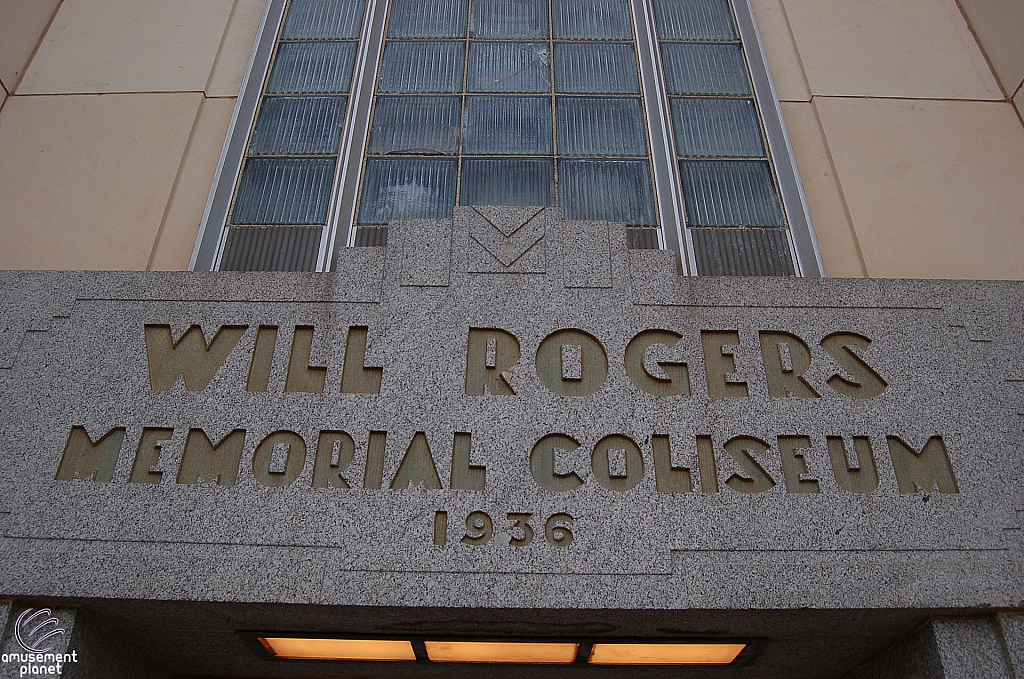 WILL ROGERS
MEMORIAL COLISEUM
1936
amusement
planet